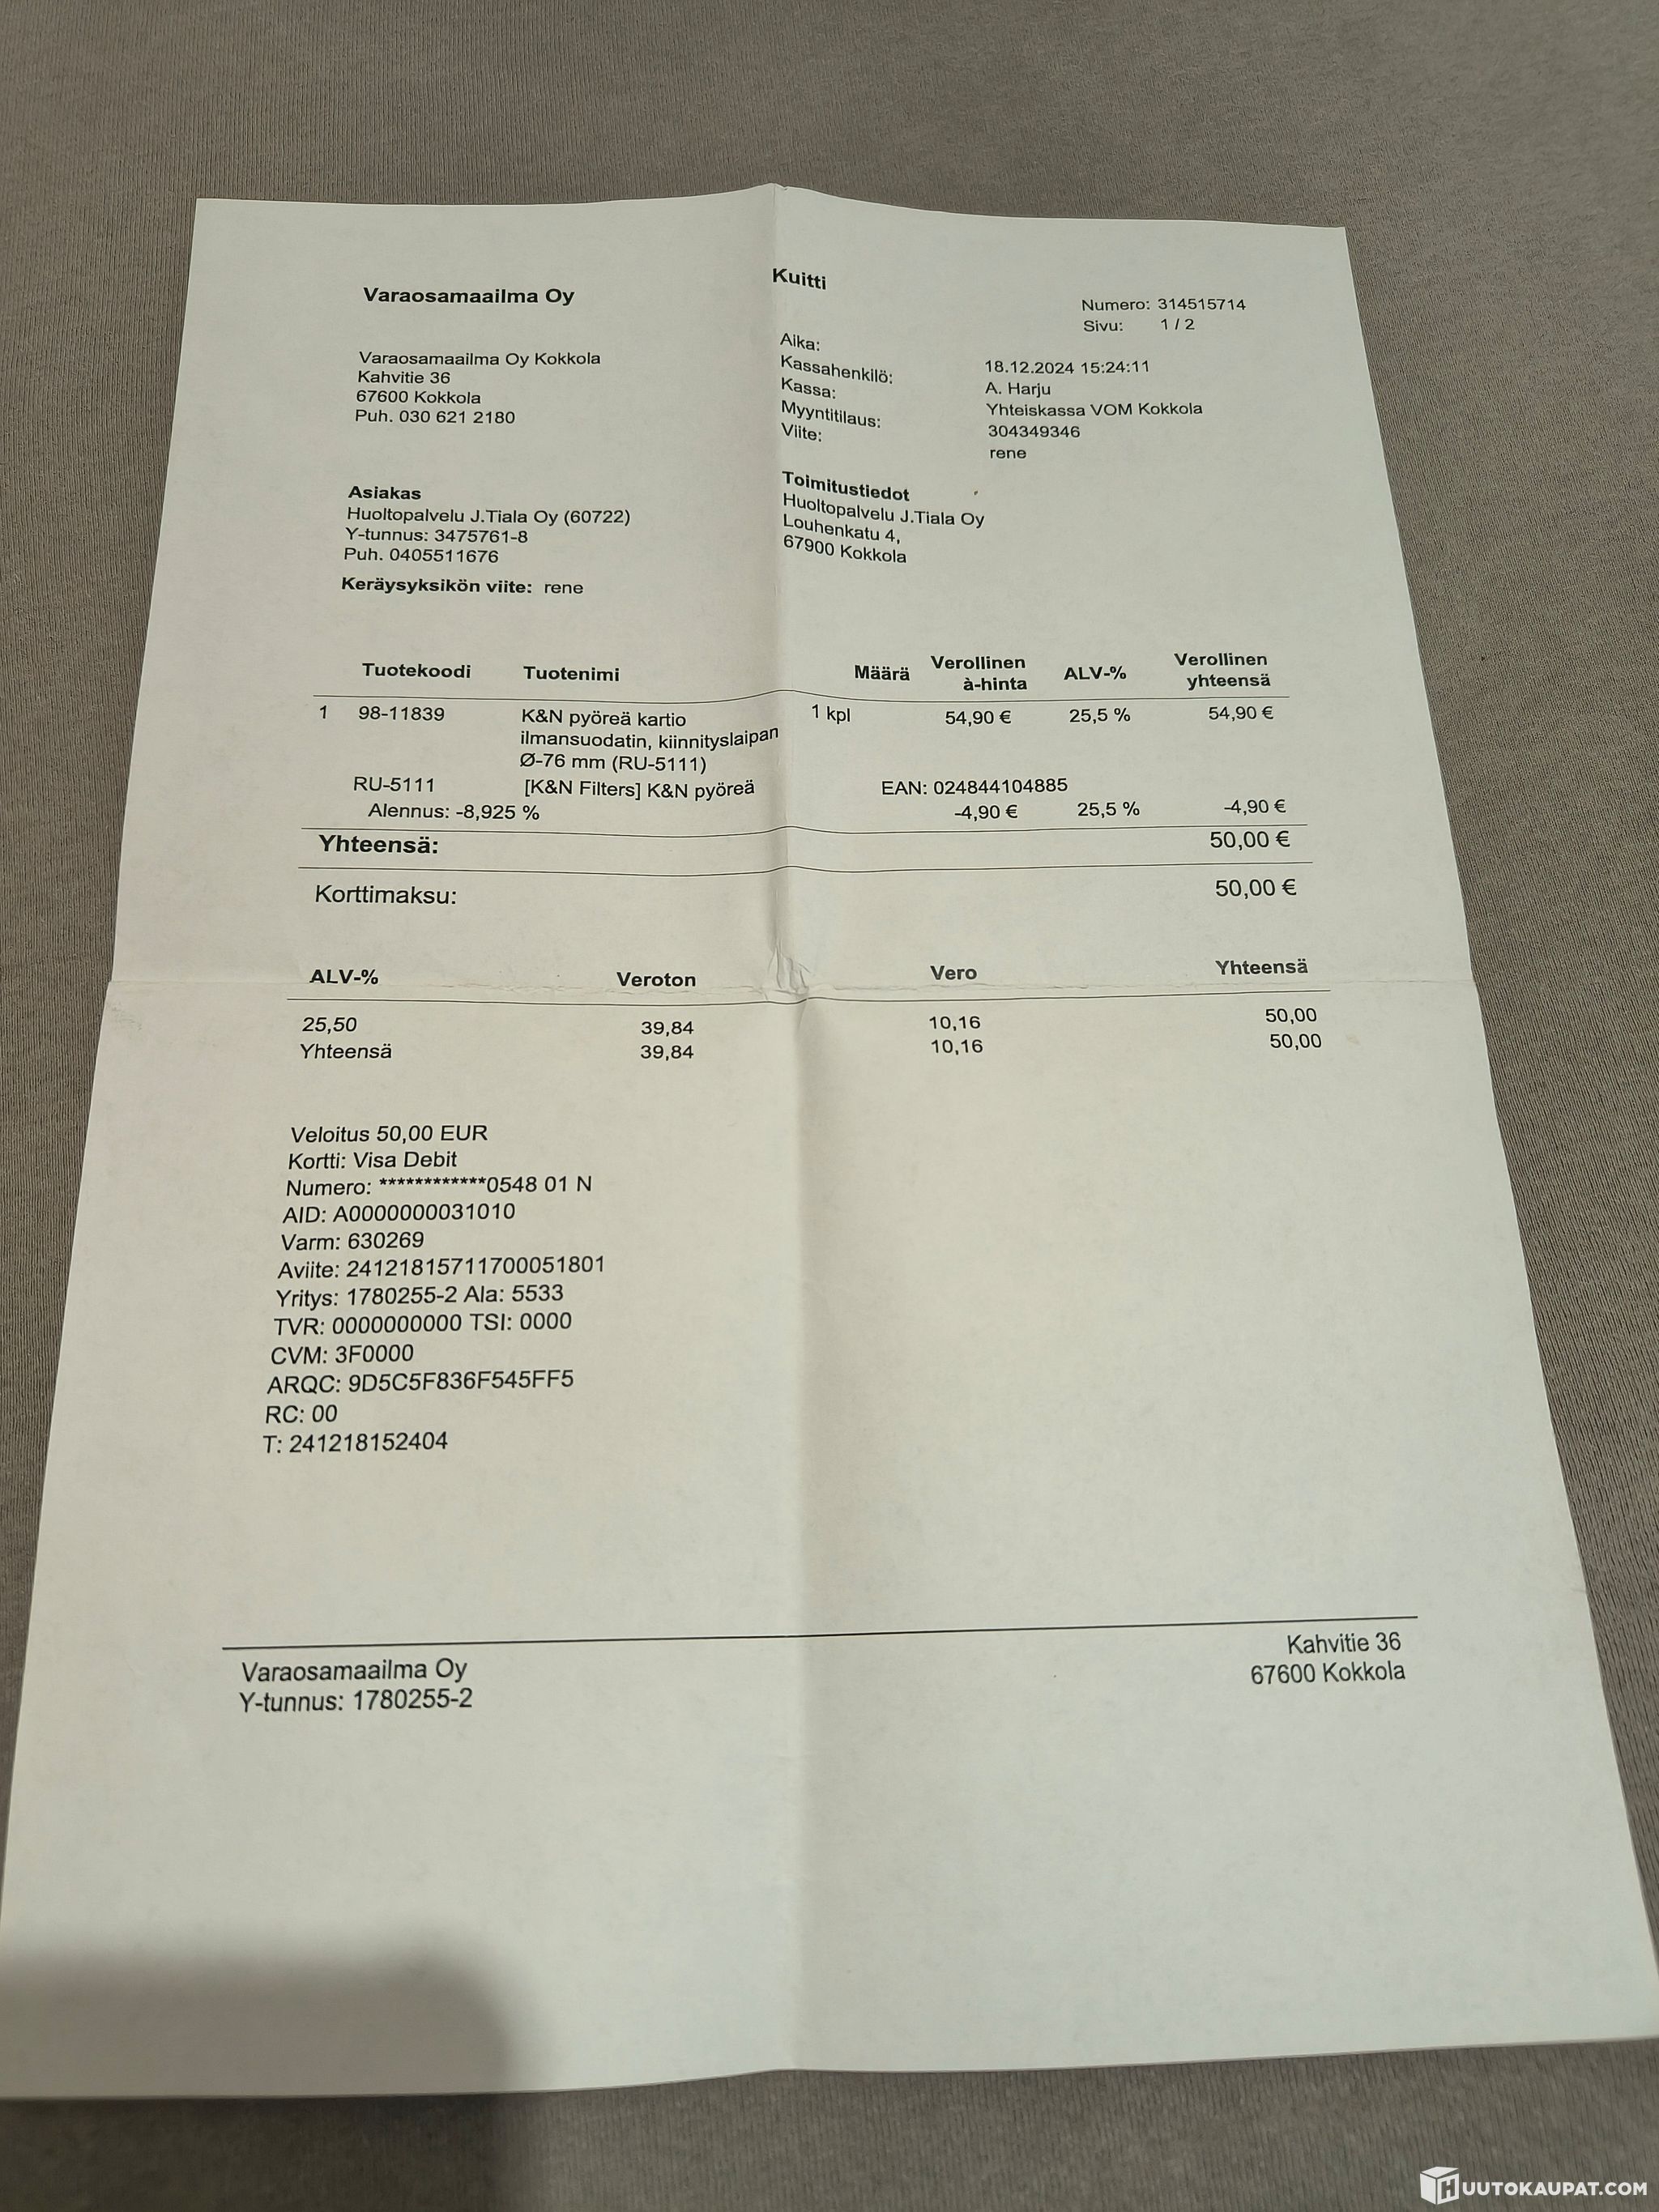 Kuitti
Varaosamaailma Oy
Numero: 314515714
Sivu: 1 / 2
Varaosamaailma Oy Kokkola
Kahvitie 36
67600 Kokkola
Puh. 030 621 2180
Aika: 18.12.2024 15:24:11
Kassahenkilö: A. Harju
Kassa: Yhteiskassa VOM Kokkola
Myyntitilaus: 304349346
Viite: rene
Asiakas
Huoltopalvelu J.Tiala Oy (60722)
Y-tunnus: 3475761-8
Puh. 0405511676
Keräysyksikön viite: rene
Toimitustiedot
Huoltopalvelu J.Tiala Oy
Louhenkatu 4,
67900 Kokkola
Tuotekoodi Tuotenimi Määrä Verollinen à-hinta ALV-% Verollinen yhteensä
1 98-11839 K&N pyöreä kartio 1 kpl 54,90 € 25,5 % 54,90 €
ilmansuodatin, kiinnityslaipan
Ø-76 mm (RU-5111)
RU-5111 [K&N Filters] K&N pyöreä EAN: 024844104885
Alennus: -8,925 % -4,90 € 25,5 % -4,90 €
Yhteensä: 50,00 €
Korttimaksu: 50,00 €
ALV-% Veroton Vero Yhteensä
25,50 39,84 10,16 50,00
Yhteensä 39,84 10,16 50,00
Veloitus 50,00 EUR
Kortti: Visa Debit
Numero: ************0548 01 N
AID: A0000000031010
Varm: 630269
Aviite: 24121815711700051801
Yritys: 1780255-2 Ala: 5533
TVR: 0000000000 TSI: 0000
CVM: 3F0000
ARQC: 9D5C5F836F545FF5
RC: 00
T: 241218152404
Varaosamaailma Oy
Y-tunnus: 1780255-2
Kahvitie 36
67600 Kokkola
HUUTOKAUPAT.COM